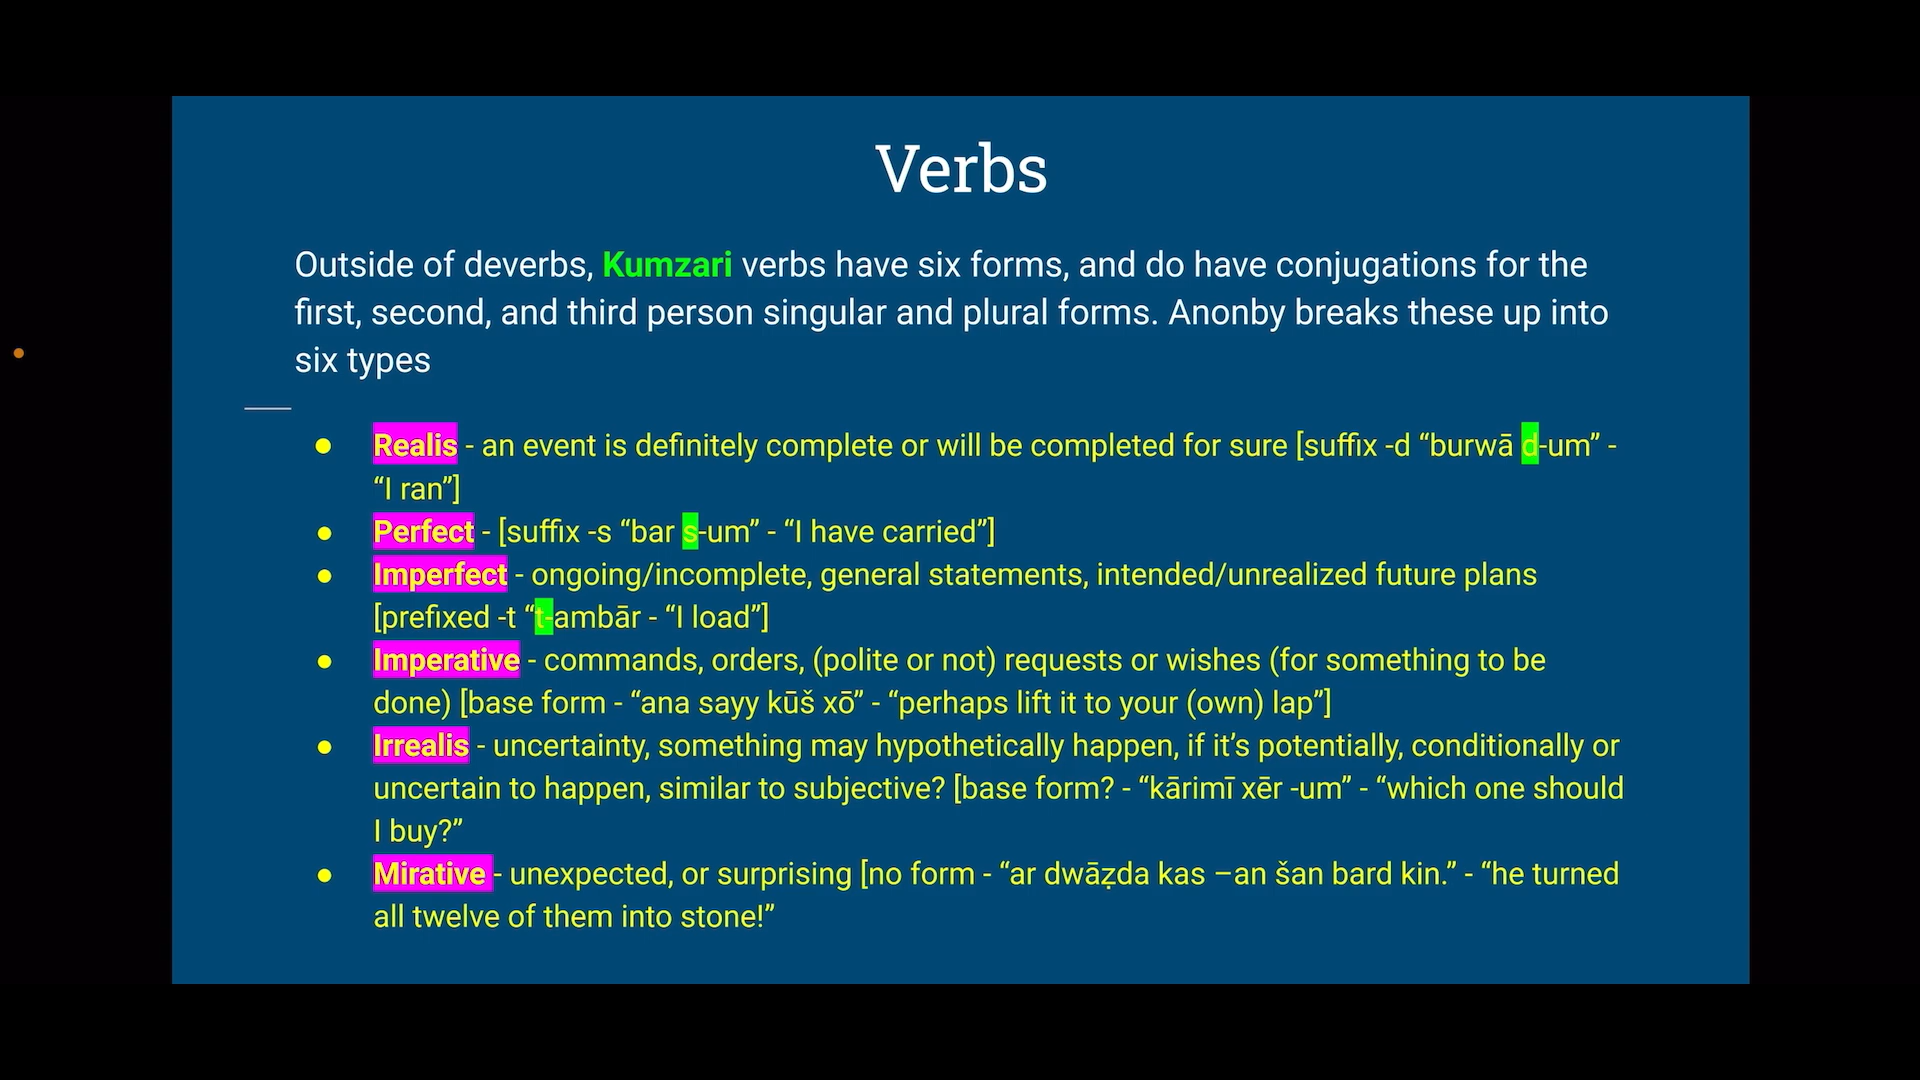 Verbs
Outside of deverbs, Kumzari verbs have six forms, and do have conjugations for the
first, second, and third person singular and plural forms. Anonby breaks these up into
six types
● Realis - an event is definitely complete or will be completed for sure [suffix -d “burwā d-um” -
“I ran”]
● Perfect - [suffix -s “bar s-um” - “I have carried”]
● Imperfect - ongoing/incomplete, general statements, intended/unrealized future plans
[prefixed -t “t-ambār - “I load”]
● Imperative - commands, orders, (polite or not) requests or wishes (for something to be
done) [base form - “ana sayy kūš xō” - “perhaps lift it to your (own) lap”]
● Irrealis - uncertainty, something may hypothetically happen, if it’s potentially, conditionally or
uncertain to happen, similar to subjective? [base form? - “kārimī xēr -um” - “which one should
I buy?”
● Mirative - unexpected, or surprising [no form - “ar dwāẓda kas –an šan bard kin.” - “he turned
all twelve of them into stone!”